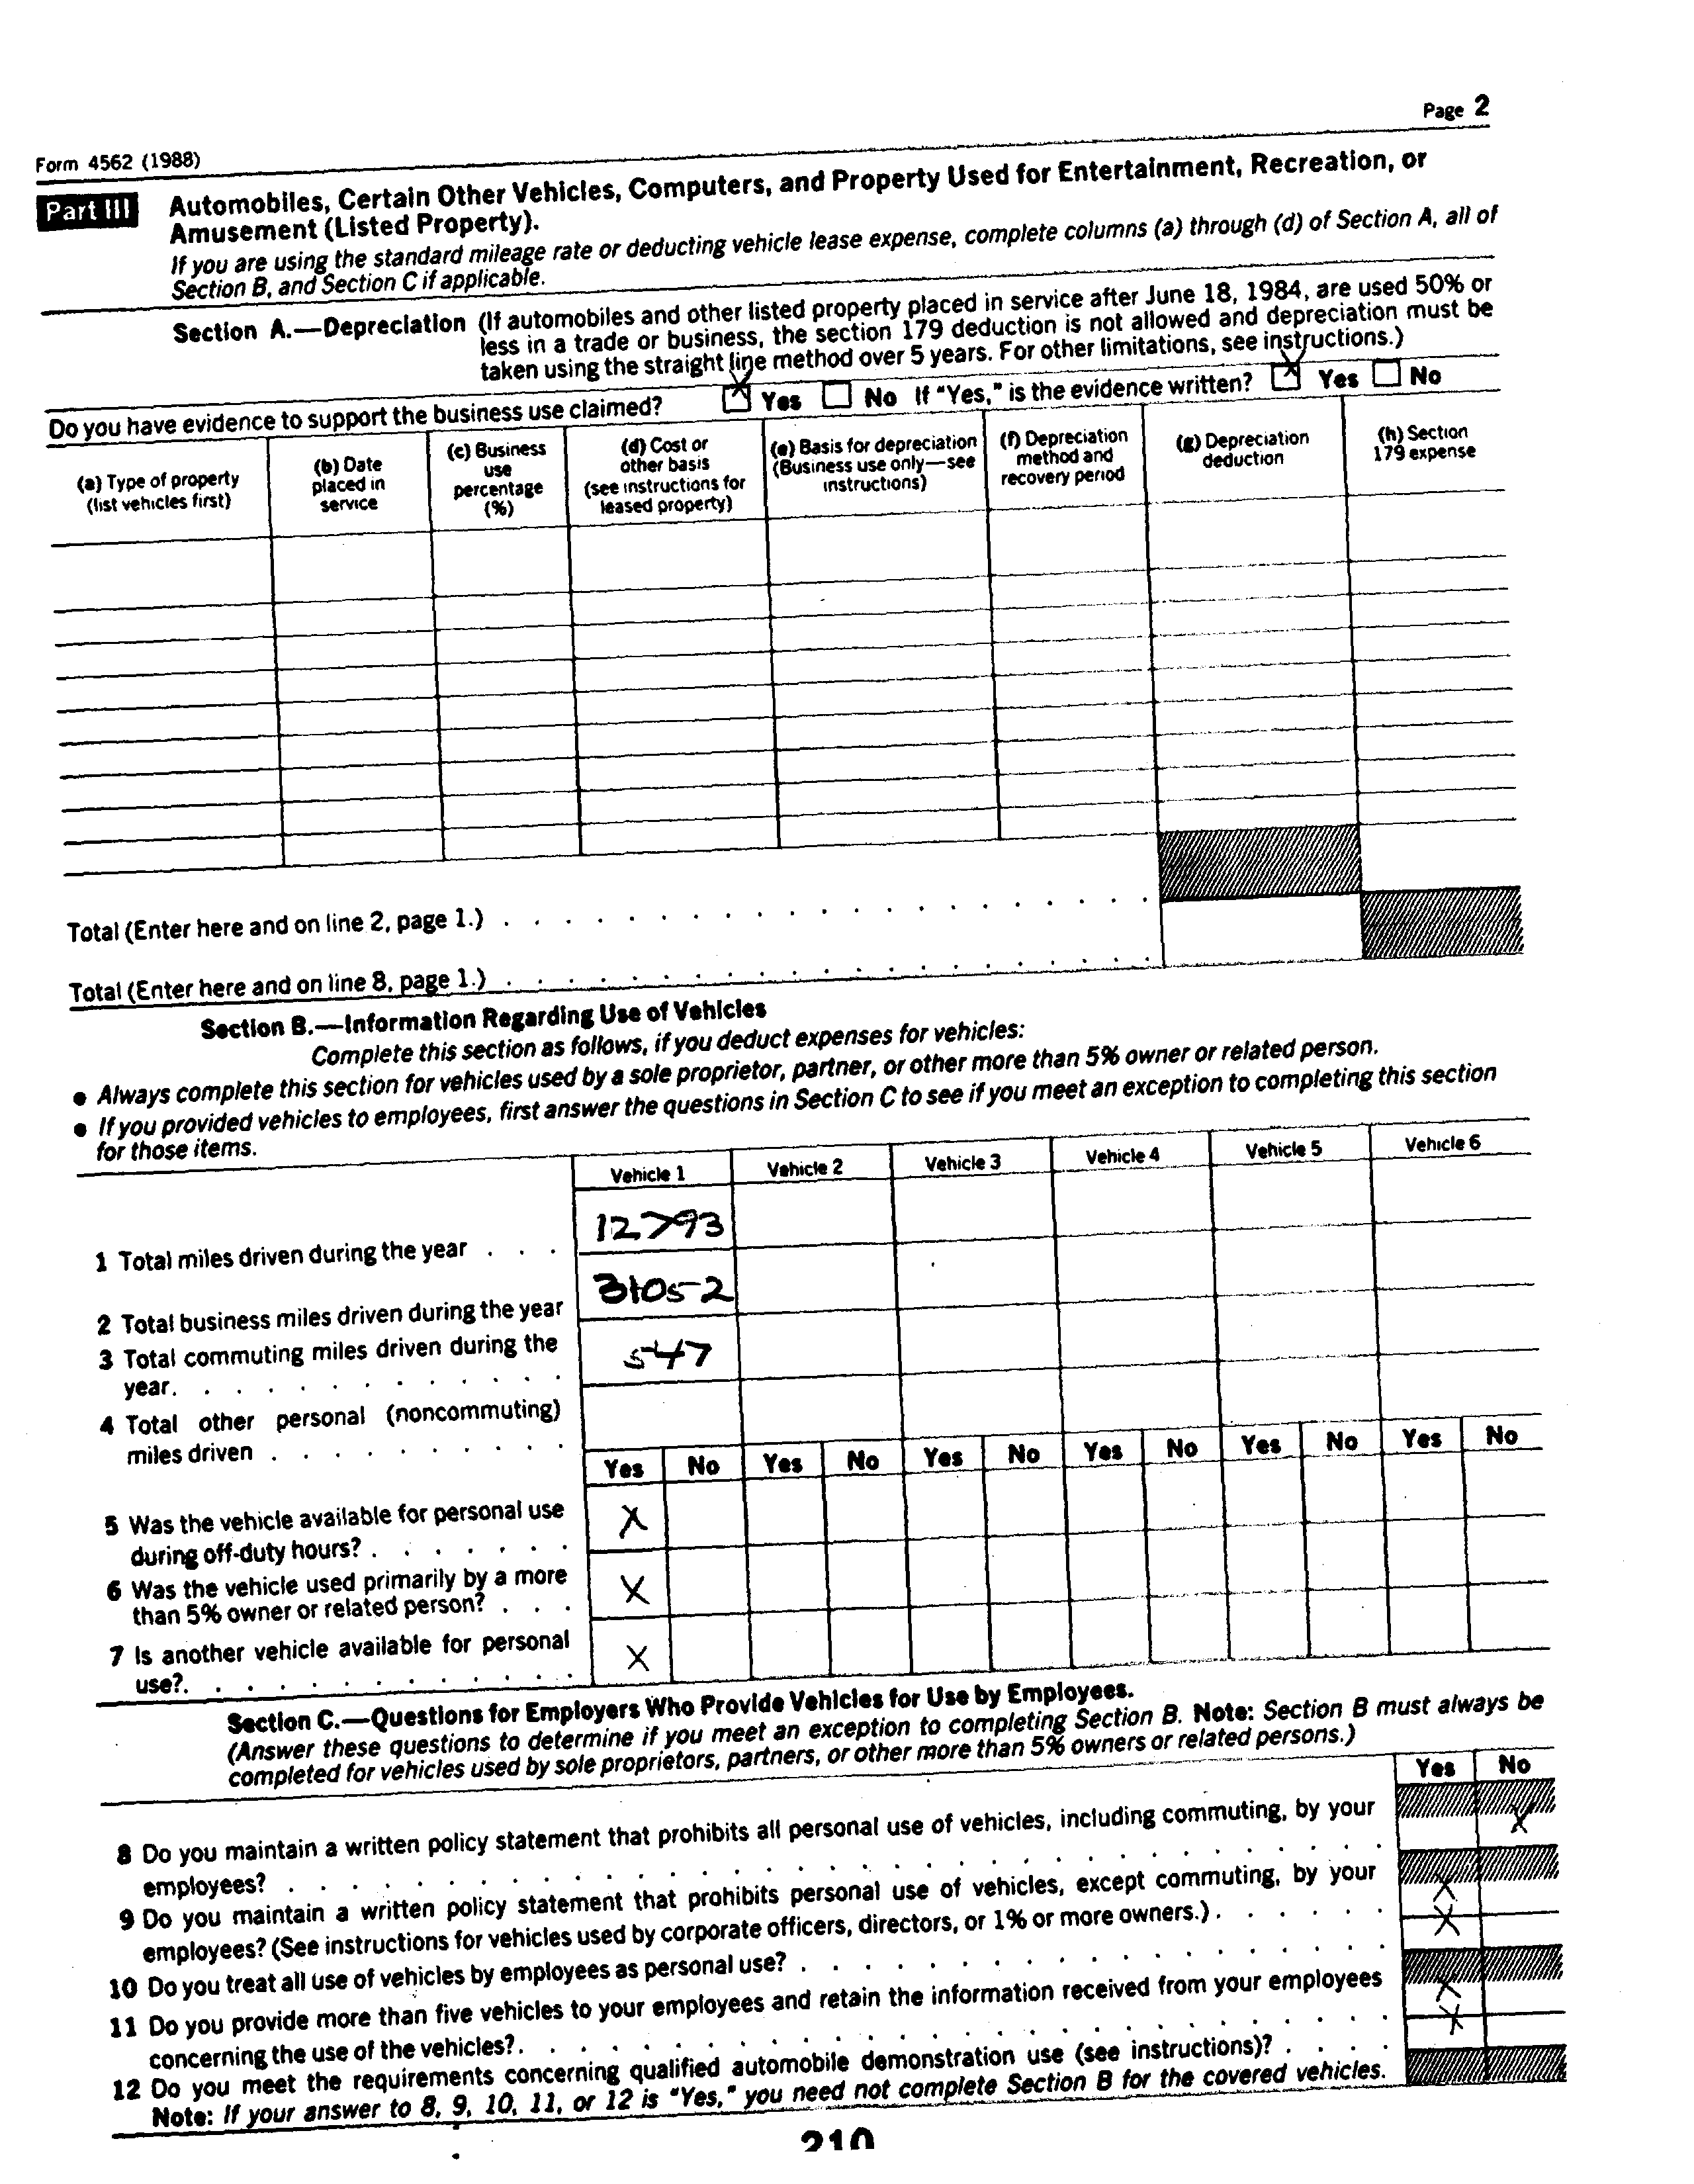 Page 2
Form 4562 (1988)
Part III Automobiles, Certain Other Vehicles, Computers, and Property Used for Entertainment, Recreation, or
Amusement (Listed Property).
If you are using the standard mileage rate or deducting vehicle lease expense, complete columns (a) through (d) of Section A, all of
Section B, and Section C if applicable.
Section A.—Depreciation (If automobiles and other listed property placed in service after June 18, 1984, are used 50% or
less in a trade or business, the section 179 deduction is not allowed and depreciation must be
taken using the straight line method over 5 years. For other limitations, see instructions.)
Do you have evidence to support the business use claimed? X Yes No If "Yes," is the evidence written? X Yes No
(a) Type of property
(list vehicles first)
(b) Date
placed in
service
(c) Business
use
percentage
(%)
(d) Cost or
other basis
(see instructions for
leased property)
(e) Basis for depreciation
(Business use only—see
instructions)
(f) Depreciation
method and
recovery period
(g) Depreciation
deduction
(h) Section
179 expense
Total (Enter here and on line 2, page 1.) . . . . . . . . . . . . . . . . . . . . .
Total (Enter here and on line 8, page 1.) . . . . . . . . . . . . . . . . . . . . .
Section B.—Information Regarding Use of Vehicles
Complete this section as follows, if you deduct expenses for vehicles:
● Always complete this section for vehicles used by a sole proprietor, partner, or other more than 5% owner or related person.
● If you provided vehicles to employees, first answer the questions in Section C to see if you meet an exception to completing this section
for those items.
Vehicle 1 Vehicle 2 Vehicle 3 Vehicle 4 Vehicle 5 Vehicle 6
1 Total miles driven during the year . . . 12793
2 Total business miles driven during the year 31052
3 Total commuting miles driven during the
year. . . . . . . . . . . . . 547
4 Total other personal (noncommuting)
miles driven . . . . . . . . . .
Yes No Yes No Yes No Yes No Yes No Yes No
5 Was the vehicle available for personal use
during off-duty hours? . . . . . . . X
6 Was the vehicle used primarily by a more
than 5% owner or related person? . . . X
7 Is another vehicle available for personal
use?. . . . . . . . . . . . . X
Section C.—Questions for Employers Who Provide Vehicles for Use by Employees.
(Answer these questions to determine if you meet an exception to completing Section B. Note: Section B must always be
completed for vehicles used by sole proprietors, partners, or other more than 5% owners or related persons.)
Yes No
8 Do you maintain a written policy statement that prohibits all personal use of vehicles, including commuting, by your
employees? . . . . . . . . . . . . . . . . . . . . . . . . . X
9 Do you maintain a written policy statement that prohibits personal use of vehicles, except commuting, by your
employees? (See instructions for vehicles used by corporate officers, directors, or 1% or more owners.) . . . . . . X
10 Do you treat all use of vehicles by employees as personal use? . . . . . . . . . . . . . . . X
11 Do you provide more than five vehicles to your employees and retain the information received from your employees
concerning the use of the vehicles?. . . . . . . . . . . . . . . . . . . . . . X
12 Do you meet the requirements concerning qualified automobile demonstration use (see instructions)? . . . . X
Note: If your answer to 8, 9, 10, 11, or 12 is "Yes," you need not complete Section B for the covered vehicles.
210